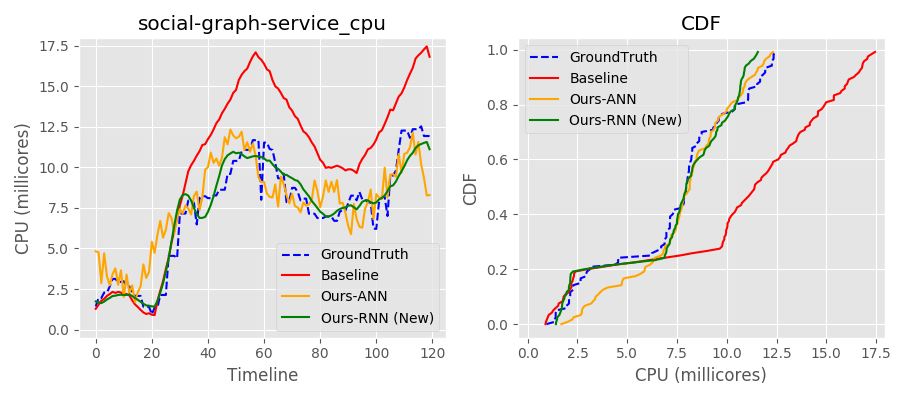 social-graph-service_cpu
CPU (millicores)
17.5
15.0
12.5
10.0
7.5
5.0
2.5
0.0
GroundTruth
Baseline
Ours-ANN
Ours-RNN (New)
0
20
40
60
80
100
120
Timeline
CDF
CDF
1.0
0.8
0.6
0.4
0.2
0.0
GroundTruth
Baseline
Ours-ANN
Ours-RNN (New)
0.0
2.5
5.0
7.5
10.0
12.5
15.0
17.5
CPU (millicores)